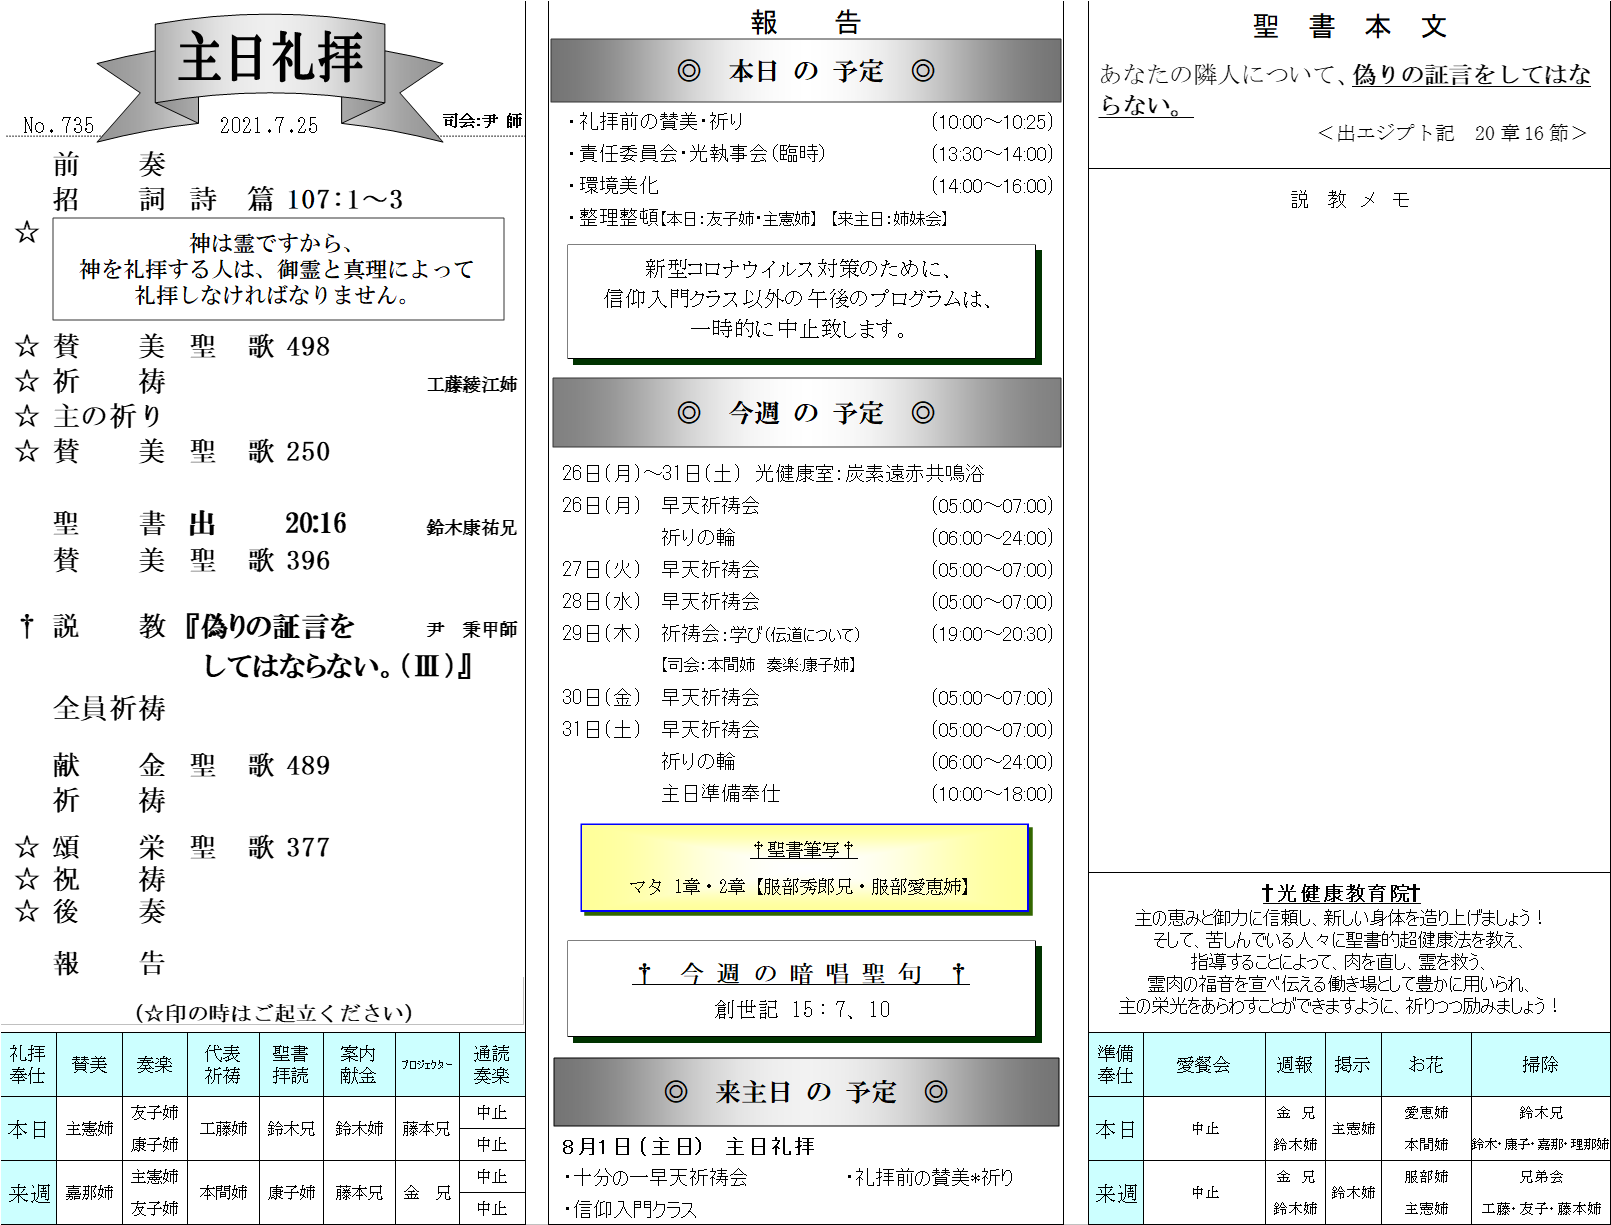 主日礼拝
No.735　2021.7.25　司会:尹 師
前　奏
招　詞　詩　篇 107:1～3
☆
神は霊ですから、
神を礼拝する人は、御霊と真理によって
礼拝しなければなりません。
☆ 賛　美　聖　歌 498
☆ 祈　祷　工藤綾江姉
☆ 主の祈り
☆ 賛　美　聖　歌 250
聖　書　出　20:16　鈴木康祐兄
賛　美　聖　歌 396
† 説　教　『偽りの証言を　尹　秉甲師
してはならない。(Ⅲ)』
全員祈祷
献　金　聖　歌 489
祈　祷
☆ 頌　栄　聖　歌 377
☆ 祝　祷
☆ 後　奏
報　告
(☆印の時はご起立ください)
礼拝奉仕　賛美　奏楽　代表祈祷　聖書拝読　案内献金　プロジェクター　通読奏楽
本日　主憲姉　友子姉　康子姉　工藤姉　鈴木兄　鈴木姉　藤本兄　中止　中止
来週　嘉那姉　主憲姉　友子姉　本間姉　康子姉　藤本兄　金　兄　中止　中止
報　告
◎　本日 の 予定　◎
・礼拝前の賛美・祈り　(10:00～10:25)
・責任委員会・光執事会(臨時)　(13:30～14:00)
・環境美化　(14:00～16:00)
・整理整頓【本日:友子姉・主憲姉】　【来主日:姉妹会】
新型コロナウイルス対策のために、
信仰入門クラス以外の午後のプログラムは、
一時的に中止致します。
◎　今週 の 予定　◎
26日(月)～31日(土)　光健康室:炭素遠赤共鳴浴
26日(月)　早天祈祷会　(05:00～07:00)
祈りの輪　(06:00～24:00)
27日(火)　早天祈祷会　(05:00～07:00)
28日(水)　早天祈祷会　(05:00～07:00)
29日(木)　祈祷会:学び(伝道について)　(19:00～20:30)
【司会:本間姉　奏楽:康子姉】
30日(金)　早天祈祷会　(05:00～07:00)
31日(土)　早天祈祷会　(05:00～07:00)
祈りの輪　(06:00～24:00)
主日準備奉仕　(10:00～18:00)
†聖書筆写†
マタ 1章・2章【服部秀郎兄・服部愛恵姉】
†　今 週 の 暗 唱 聖 句　†
創世記 15：7、10
◎　来主日 の 予定　◎
8月1日(主日)　主日礼拝
・十分の一早天祈祷会　・礼拝前の賛美*祈り
・信仰入門クラス
聖　書　本　文
あなたの隣人について、偽りの証言をしてはな
らない。
＜出エジプト記　20章16節＞
説　教　メ　モ
†光健康教育院†
主の恵みと御力に信頼し、新しい身体を造り上げましょう！
そして、苦しんでいる人々に聖書的超健康法を教え、
指導することによって、肉を直し、霊を救う、
霊肉の福音を宣べ伝える働き場として豊かに用いられ、
主の栄光をあらわすことができますように、祈りつつ励みましょう！
準備奉仕　愛餐会　週報　掲示　お花　掃除
本日　中止　金　兄　鈴木姉　主憲姉　愛恵姉　本間姉　鈴木兄　鈴木・康子・嘉那・理那姉
来週　中止　金　兄　鈴木姉　鈴木姉　服部姉　主憲姉　兄弟会　工藤・友子・藤本姉